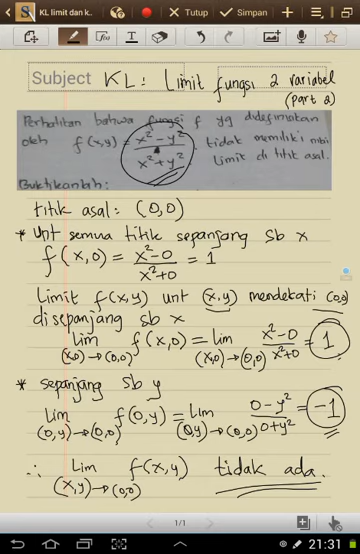 KL limit dan k..
Tutup
Simpan
Subject KL: Limit fungsi 2 variabel
(part 2)
Perhatikan bahwa fungsi f yg didefinisikan
oleh f(x,y) = x²-y² / x²+y² tidak memiliki nilai
limit di titik asal.
Buktikanlah:
titik asal: (0,0)
* Unt semua titik sepanjang sb x
f(x,0) = x²-0 / x²+0 = 1
Limit f(x,y) unt (x,y) mendekati (0,0)
disepanjang sb x
lim (x,0)→(0,0) f(x,0) = lim (x,0)→(0,0) x²-0 / x²+0 = 1
* sepanjang sb y
lim (0,y)→(0,0) f(0,y) = lim (0,y)→(0,0) 0-y² / 0+y² = -1
∴ lim (x,y)→(0,0) f(x,y) tidak ada.
1/1
21:31